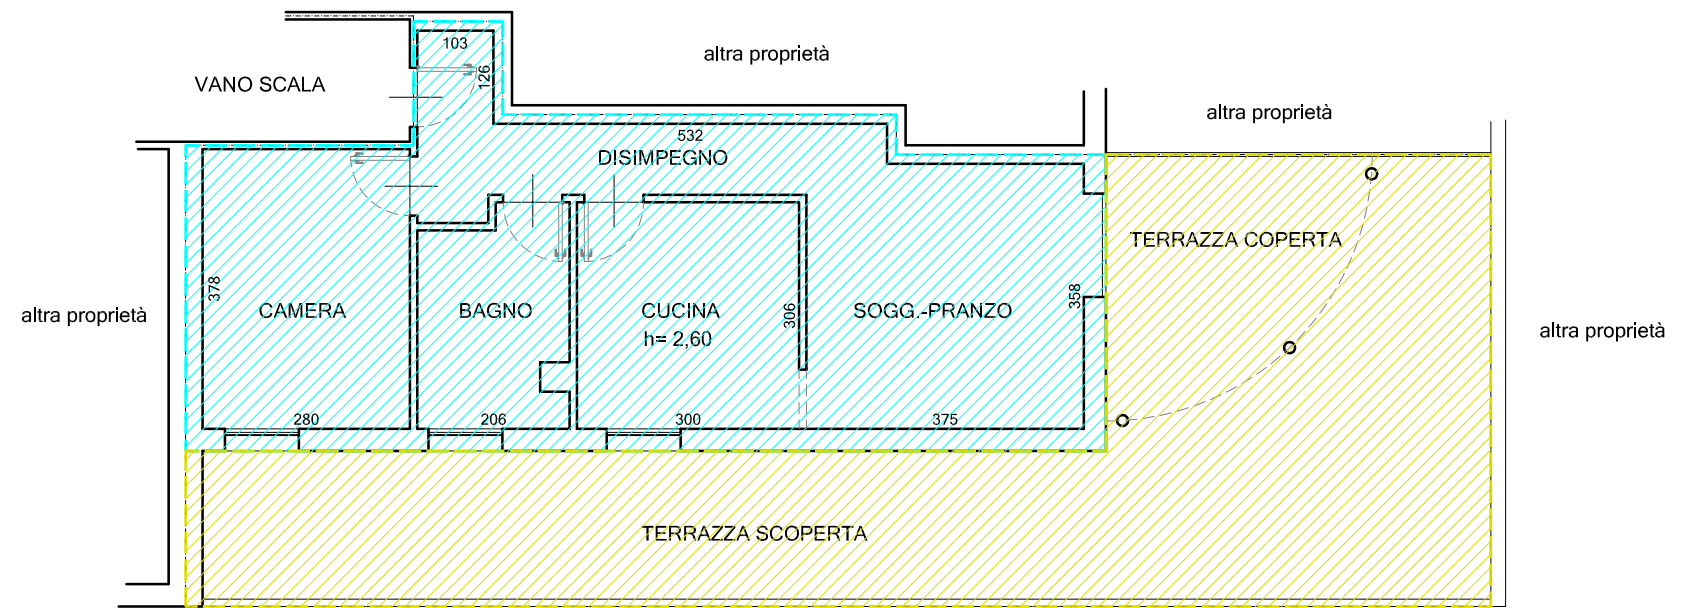 103
altra proprietà
VANO SCALA
126
altra proprietà
532
DISIMPEGNO
TERRAZZA COPERTA
378
CAMERA
BAGNO
CUCINA
h= 2,60
306
SOGG.-PRANZO
358
altra proprietà
altra proprietà
280
206
300
375
TERRAZZA SCOPERTA